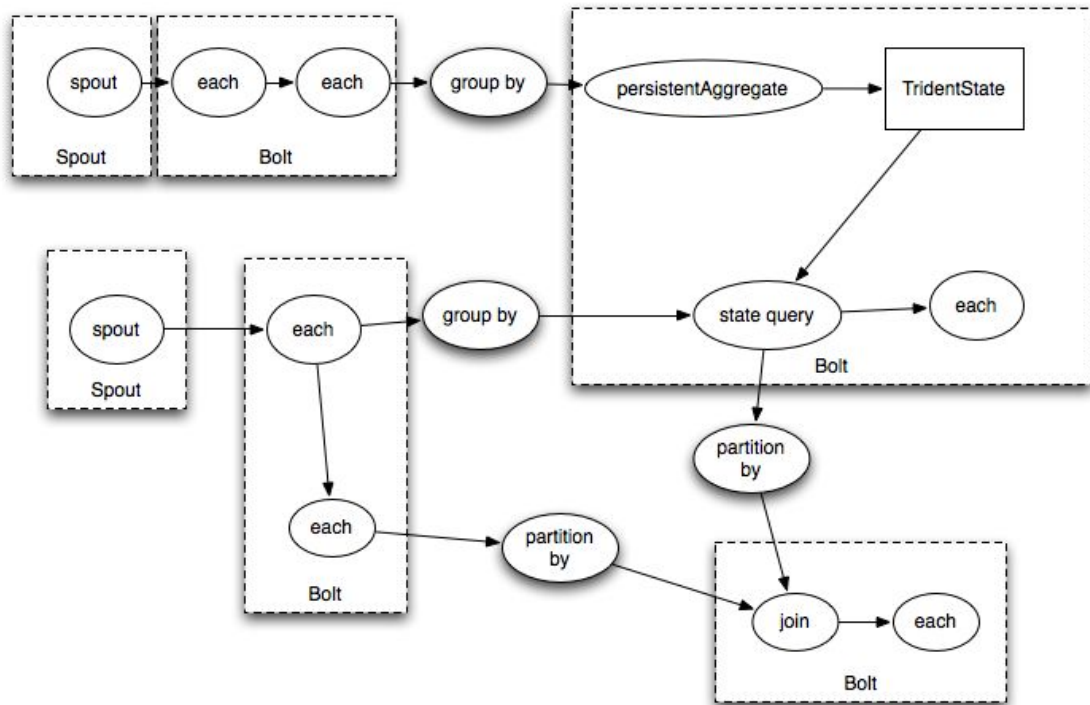 spout
each
each
group by
persistentAggregate
TridentState
Spout
Bolt
spout
each
group by
state query
each
Spout
Bolt
partition
by
each
partition
by
Bolt
join
each
Bolt